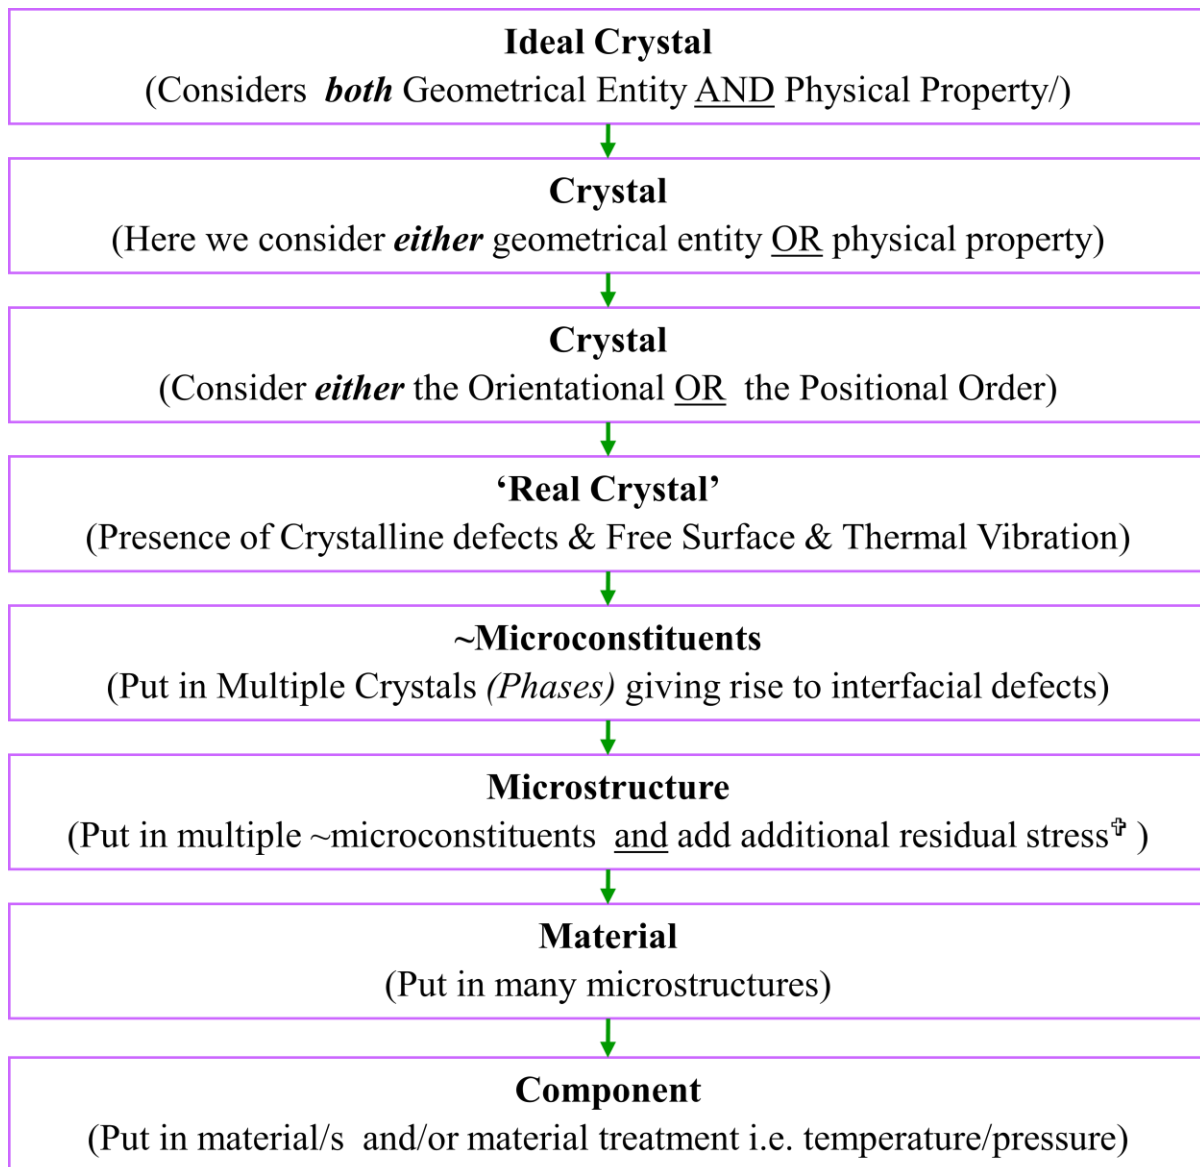 Ideal Crystal
(Considers both Geometrical Entity AND Physical Property/)
Crystal
(Here we consider either geometrical entity OR physical property)
Crystal
(Consider either the Orientational OR the Positional Order)
‘Real Crystal’
(Presence of Crystalline defects & Free Surface & Thermal Vibration)
~Microconstituents
(Put in Multiple Crystals (Phases) giving rise to interfacial defects)
Microstructure
(Put in multiple ~microconstituents and add additional residual stress✞ )
Material
(Put in many microstructures)
Component
(Put in material/s and/or material treatment i.e. temperature/pressure)